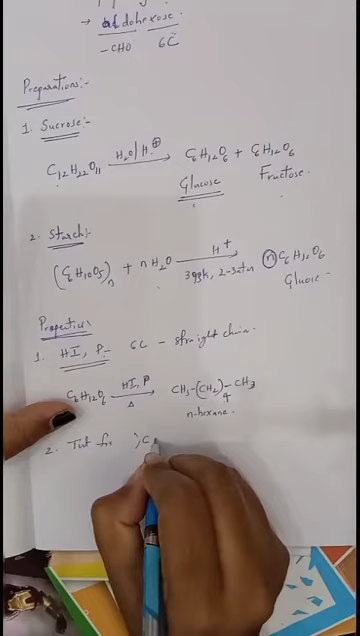 → aldohexose
-CHO 6C
Preparations:-
1. Sucrose:-
C12H22O11 H2O/H⊕ → C6H12O6 + C6H12O6
Glucose Fructose.
2. Starch:-
(C6H10O5)n + nH2O H+ → n C6H12O6
393k, 2-3atm Glucose-
Properties:
1. HI, P- 6C - straight chain.
C6H12O6 HI, P → CH3-(CH2)4-CH3
Δ n-hexane.
2. Test for >C